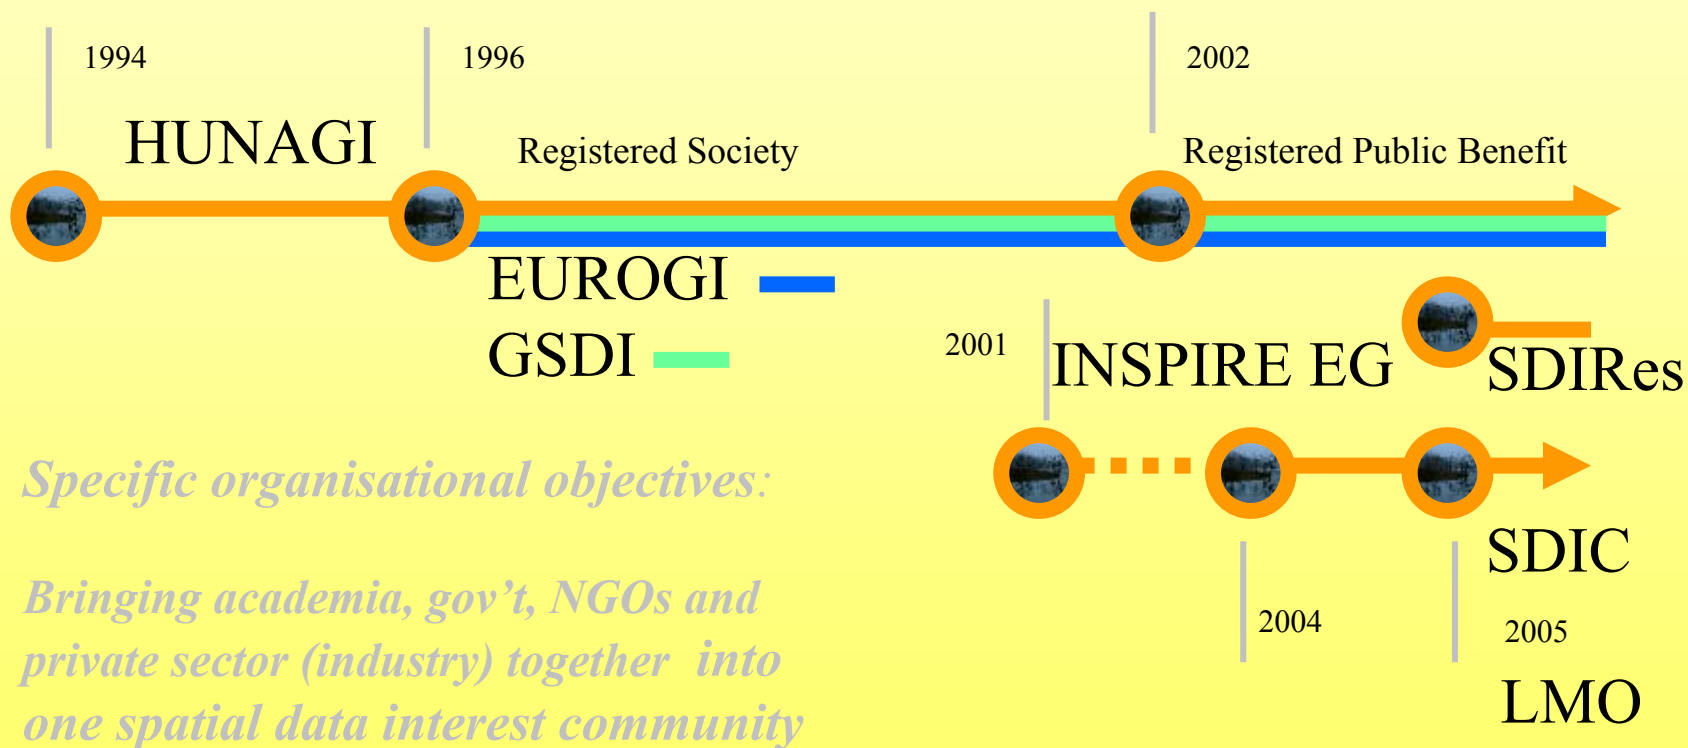 1994
1996
2002
HUNAGI
Registered Society
Registered Public Benefit
EUROGI
GSDI
2001
INSPIRE EG
SDIRes
Specific organisational objectives:
SDIC
2004
2005
Bringing academia, gov’t, NGOs and
private sector (industry) together into
one spatial data interest community
LMO